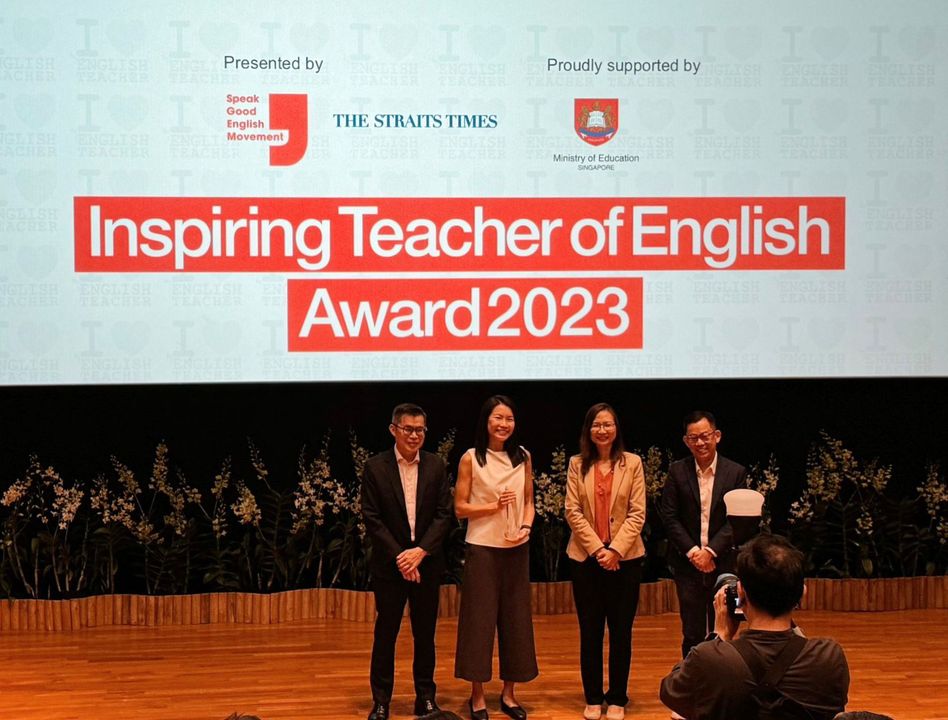 Presented by
Proudly supported by
Speak
Good
English
Movement
THE STRAITS TIMES
Ministry of Education
SINGAPORE
Inspiring Teacher of English
Award 2023